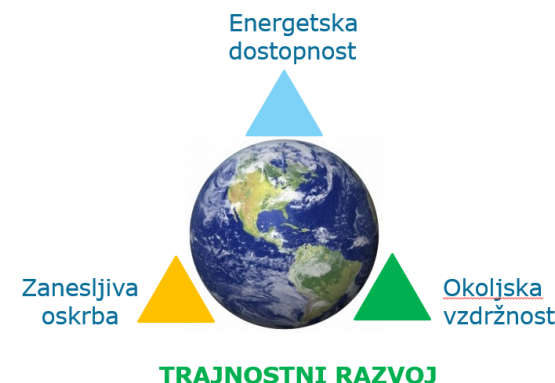 Energetska
dostopnost
Zanesljiva
oskrba
Okoljska
vzdržnost
TRAJNOSTNI RAZVOJ